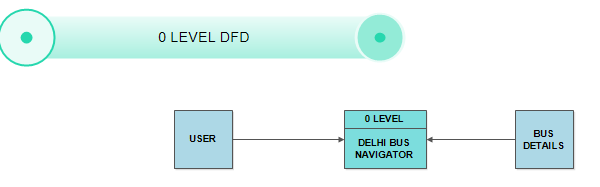 0 LEVEL DFD
USER
0 LEVEL
DELHI BUS
NAVIGATOR
BUS
DETAILS